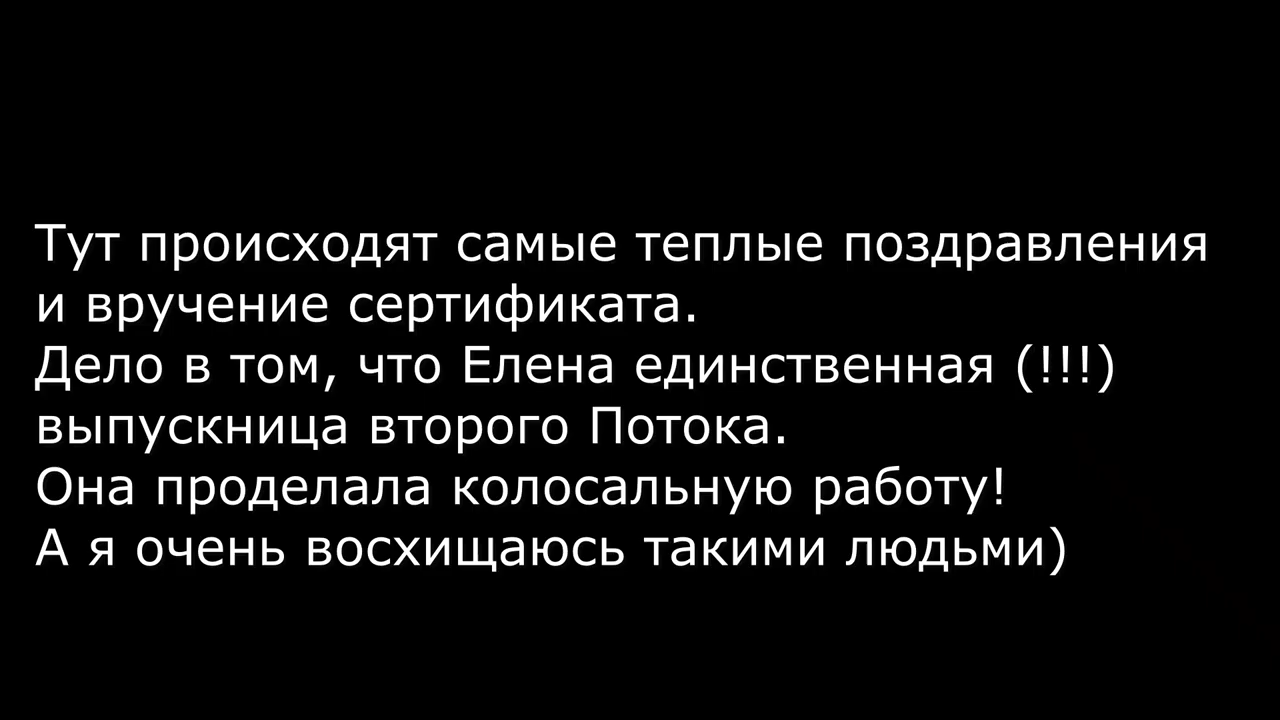 Тут происходят самые теплые поздравления
и вручение сертификата.
Дело в том, что Елена единственная (!!!)
выпускница второго Потока.
Она проделала колосальную работу!
А я очень восхищаюсь такими людьми)